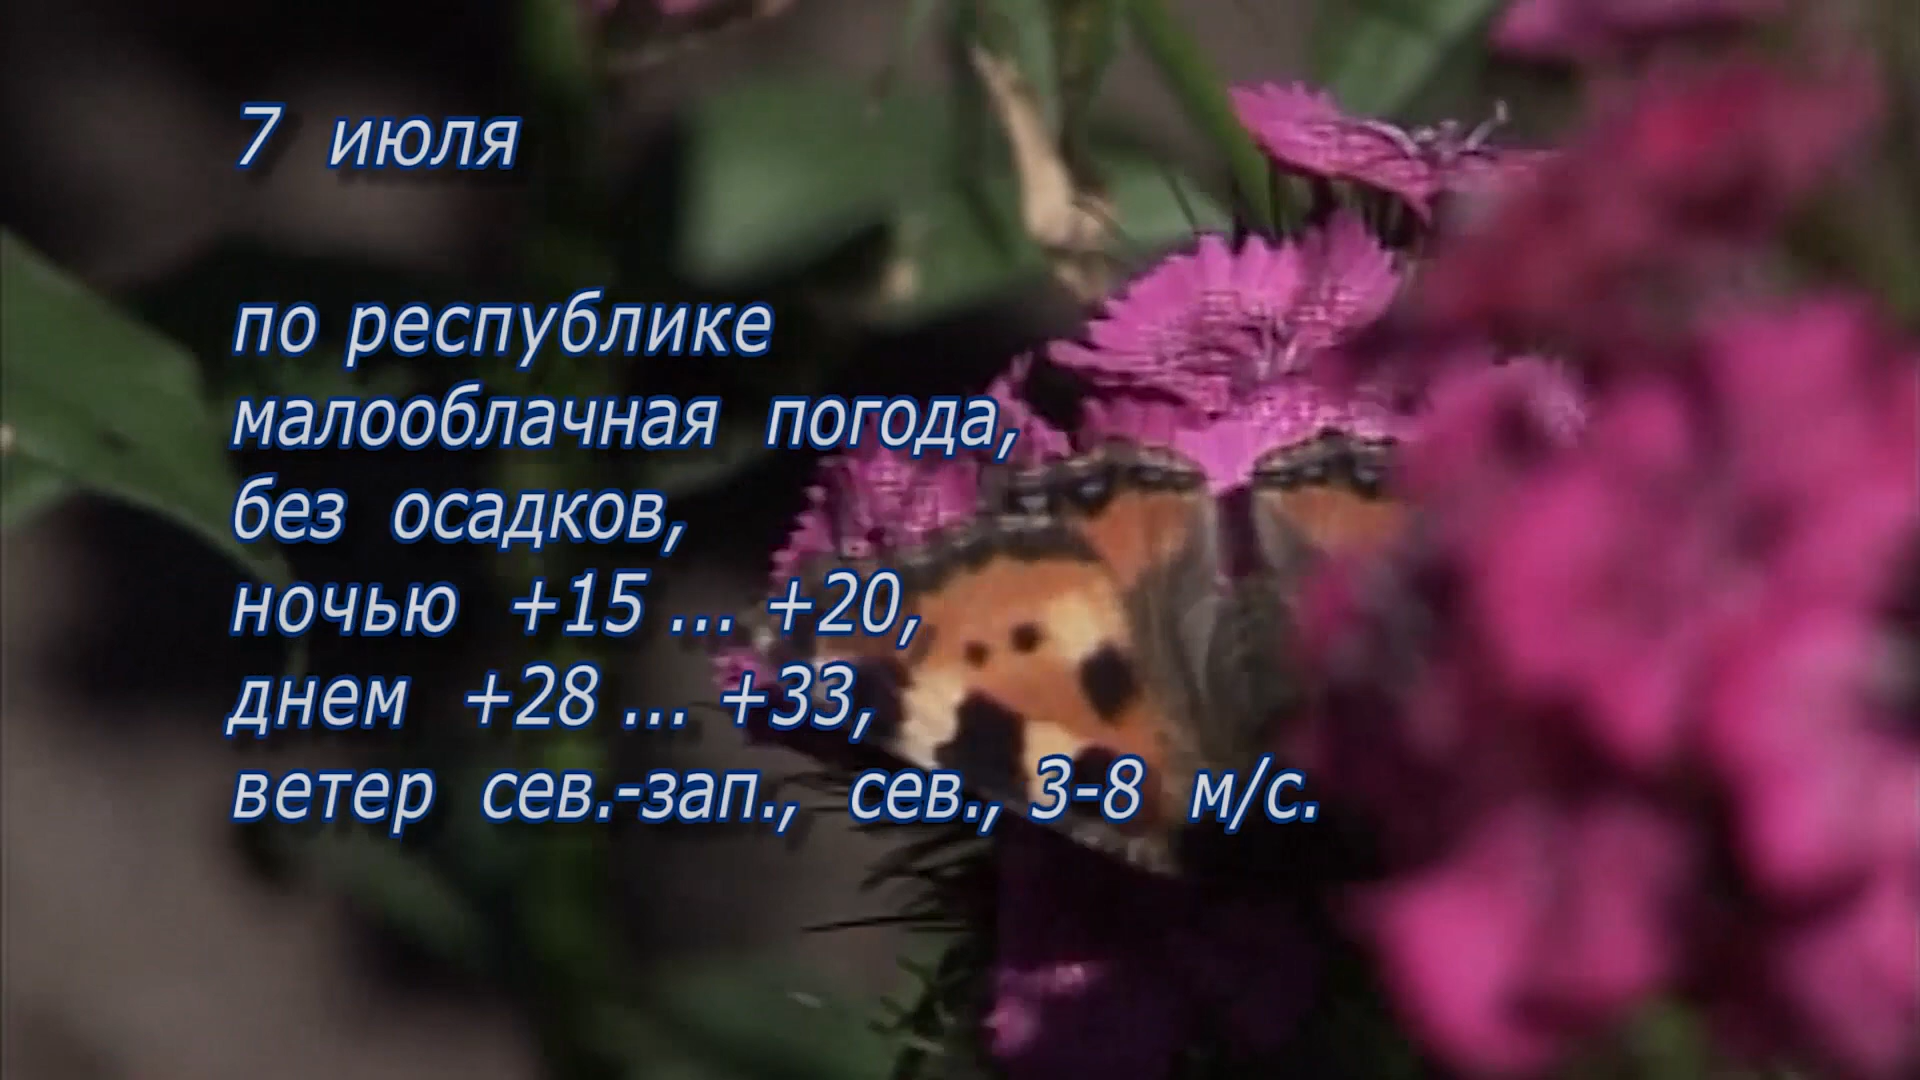 7 июля
по республике
малооблачная погода,
без осадков,
ночью +15 ... +20,
днем +28 ... +33,
ветер сев.-зап., сев., 3-8 м/с.